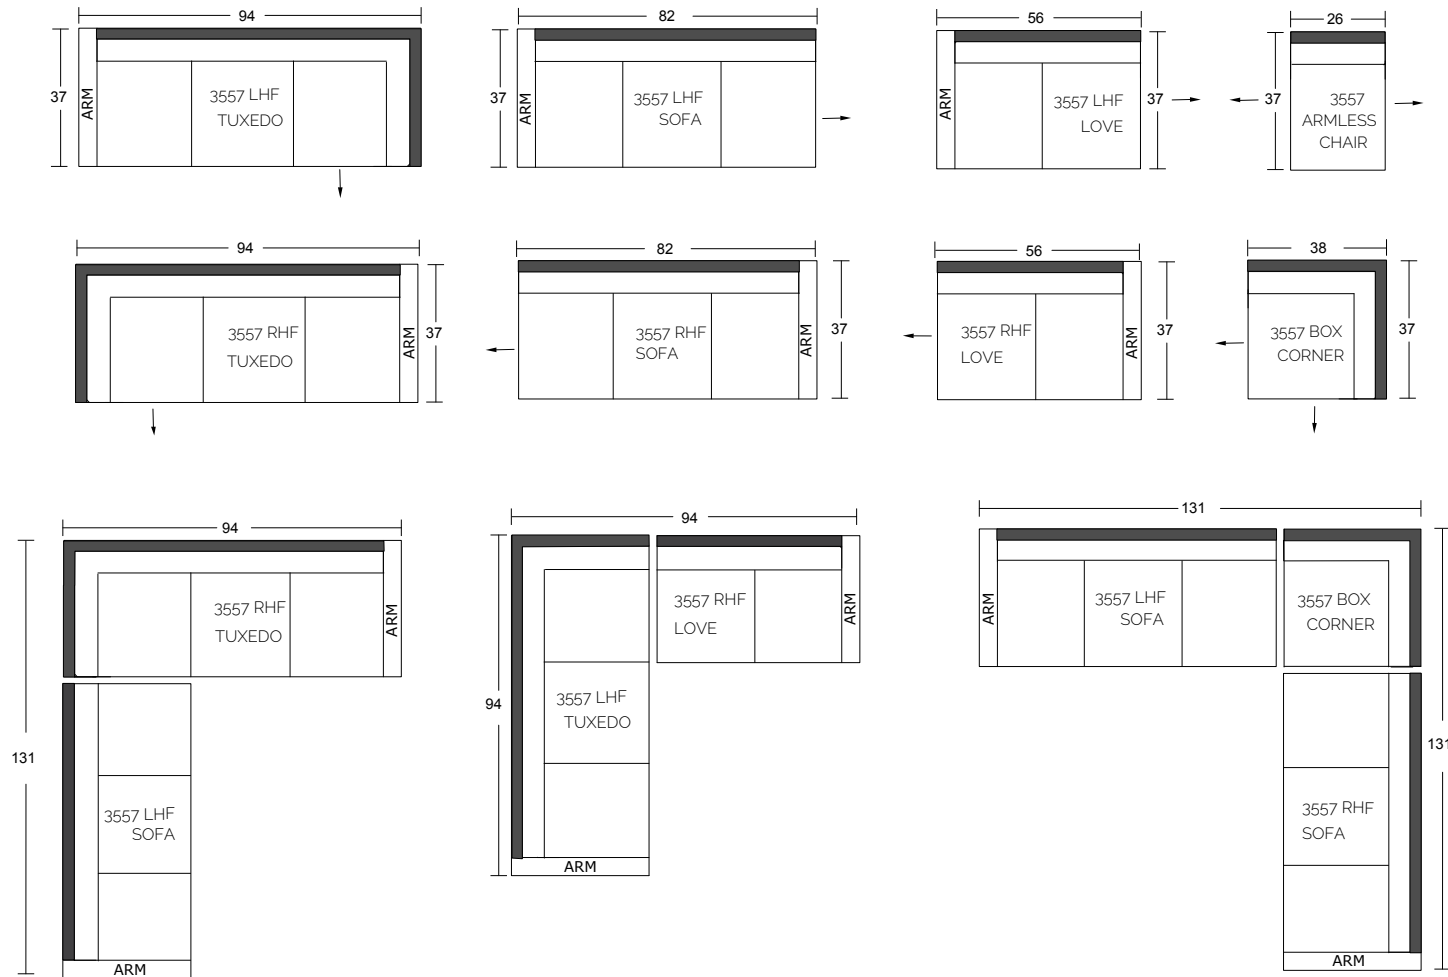 94
37
ARM
3557 LHF
TUXEDO
82
37
ARM
3557 LHF
SOFA
56
ARM
3557 LHF
LOVE
37
26
37
3557
ARMLESS
CHAIR
94
3557 RHF
TUXEDO
ARM
37
82
3557 RHF
SOFA
ARM
37
56
3557 RHF
LOVE
ARM
37
38
3557 BOX
CORNER
37
94
131
3557 RHF
TUXEDO
ARM
3557 LHF
SOFA
ARM
94
94
3557 RHF
LOVE
ARM
3557 LHF
TUXEDO
ARM
131
ARM
3557 LHF
SOFA
3557 BOX
CORNER
131
3557 RHF
SOFA
ARM